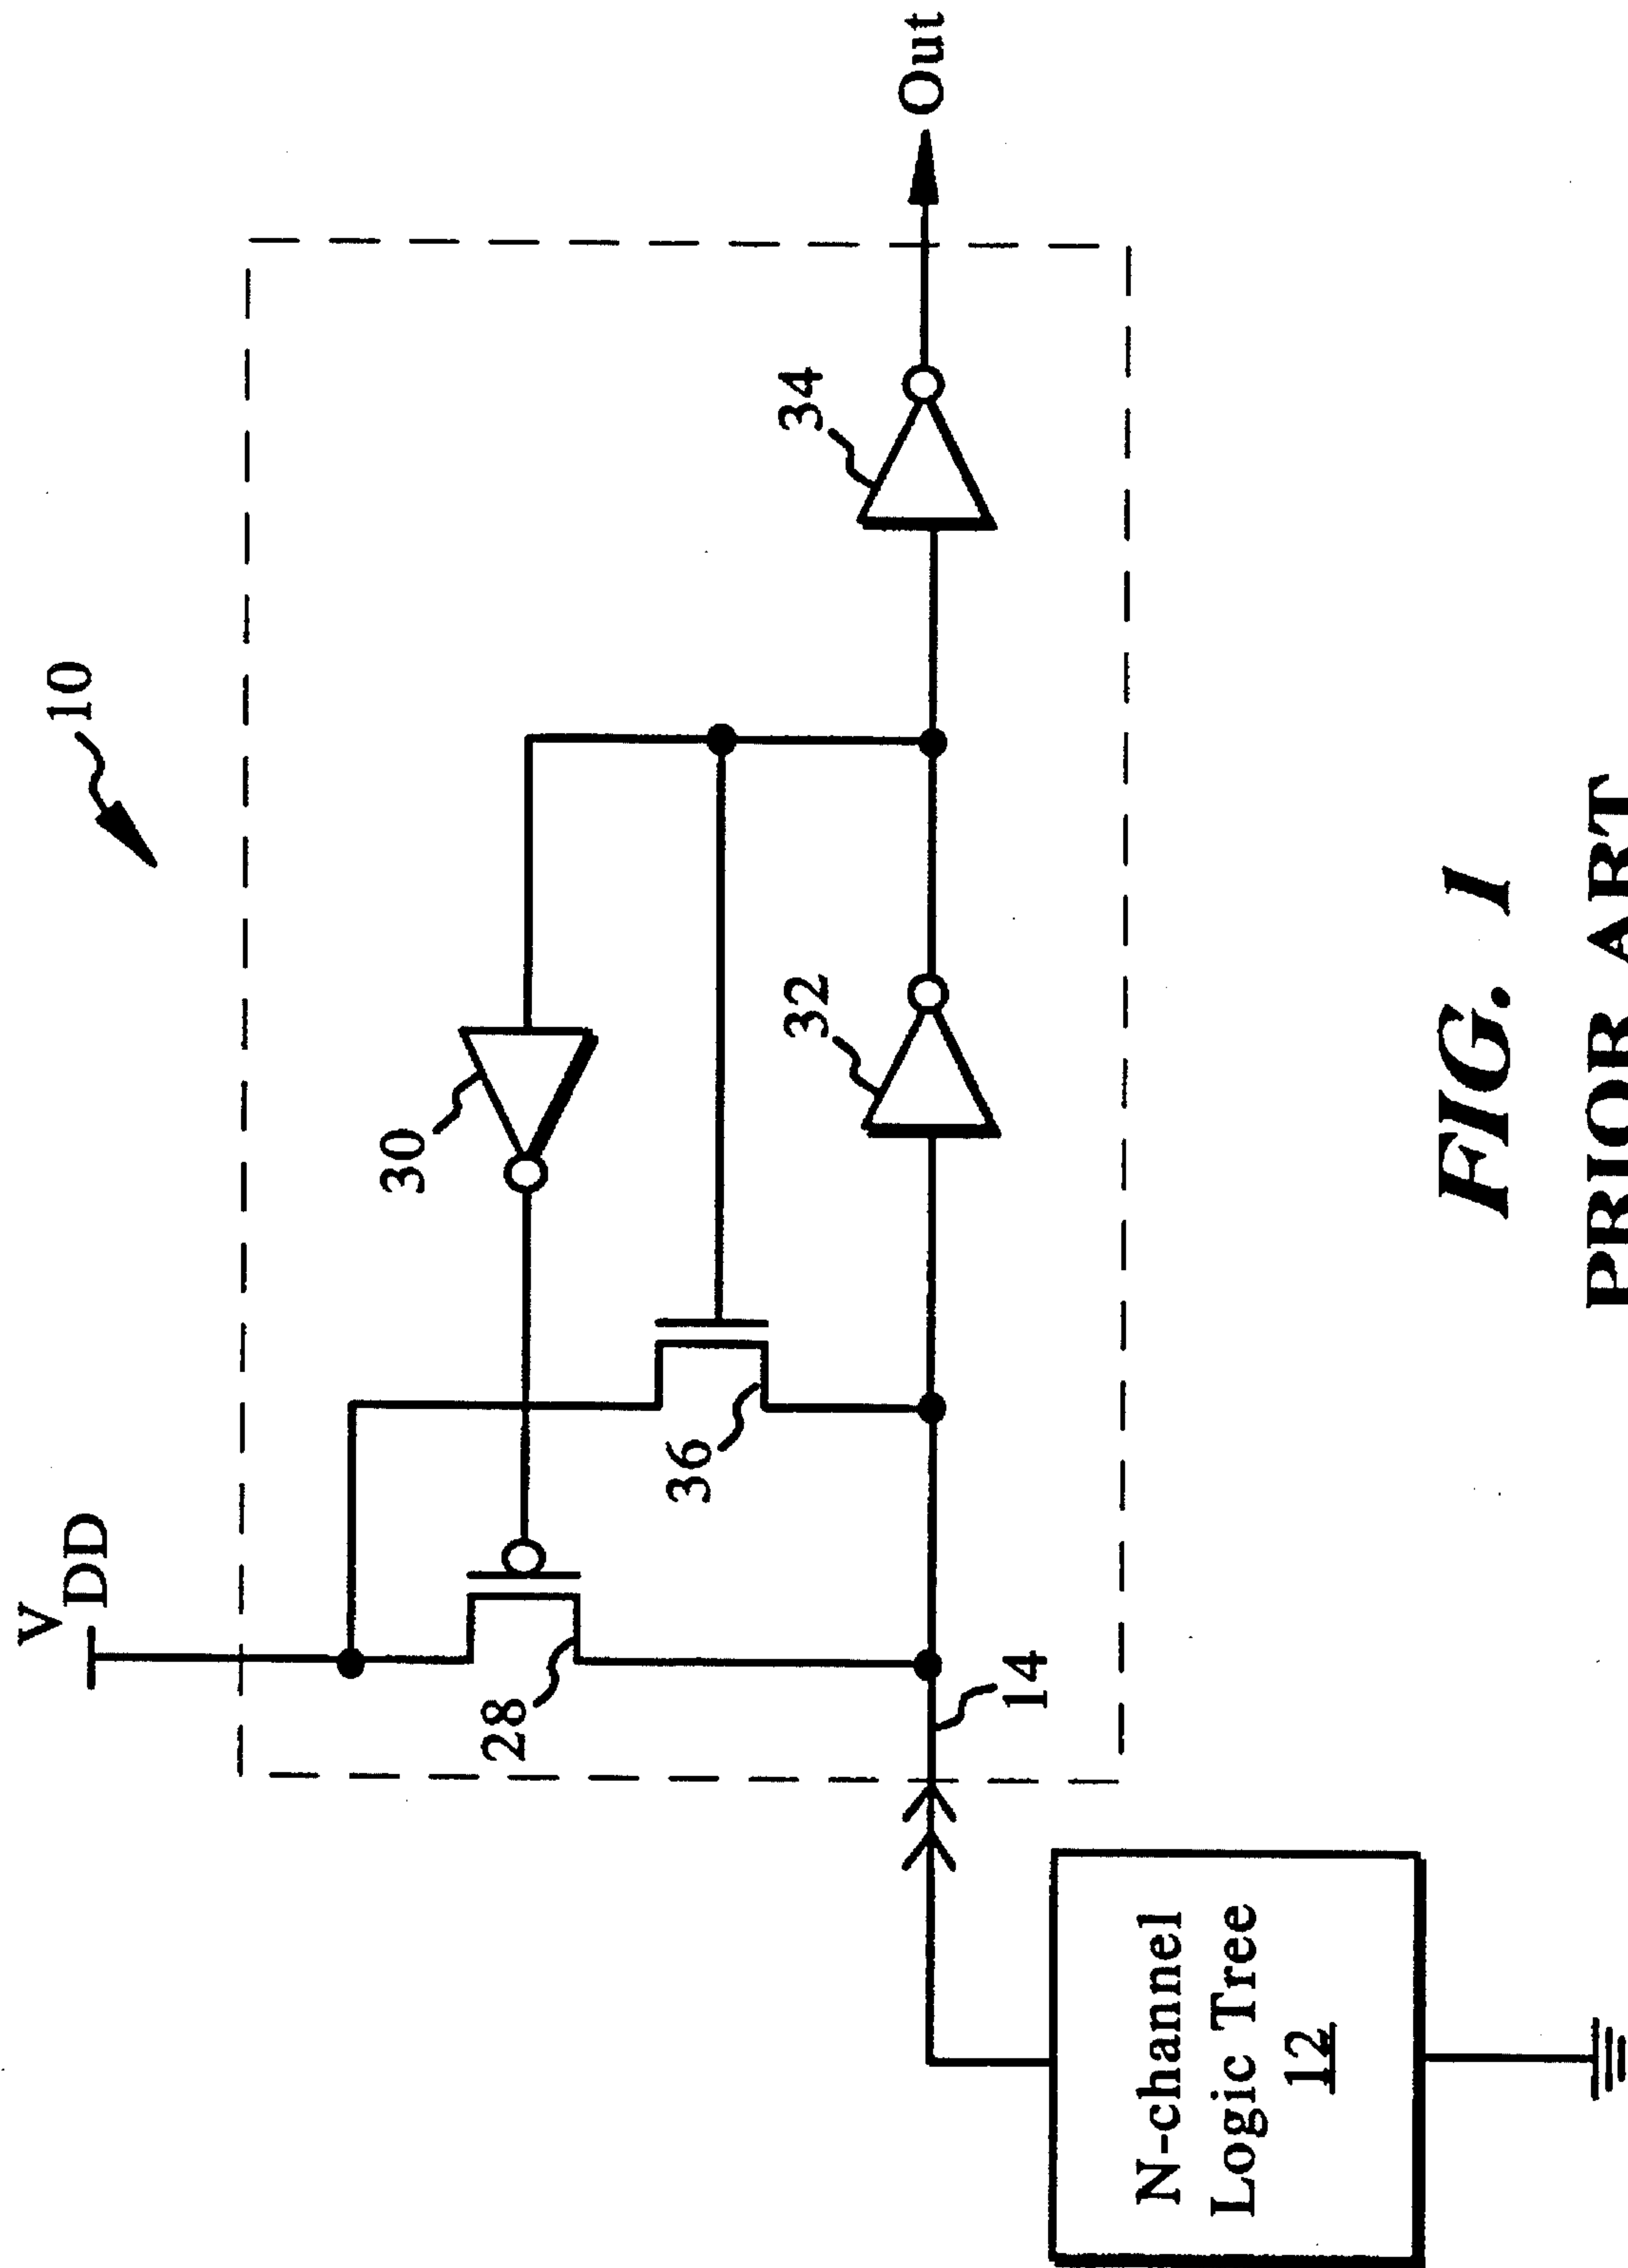 10
V
DD
30
28
36
32
34
Out
14
N-channel
Logic Tree
12
FIG. 1
PRIOR ART